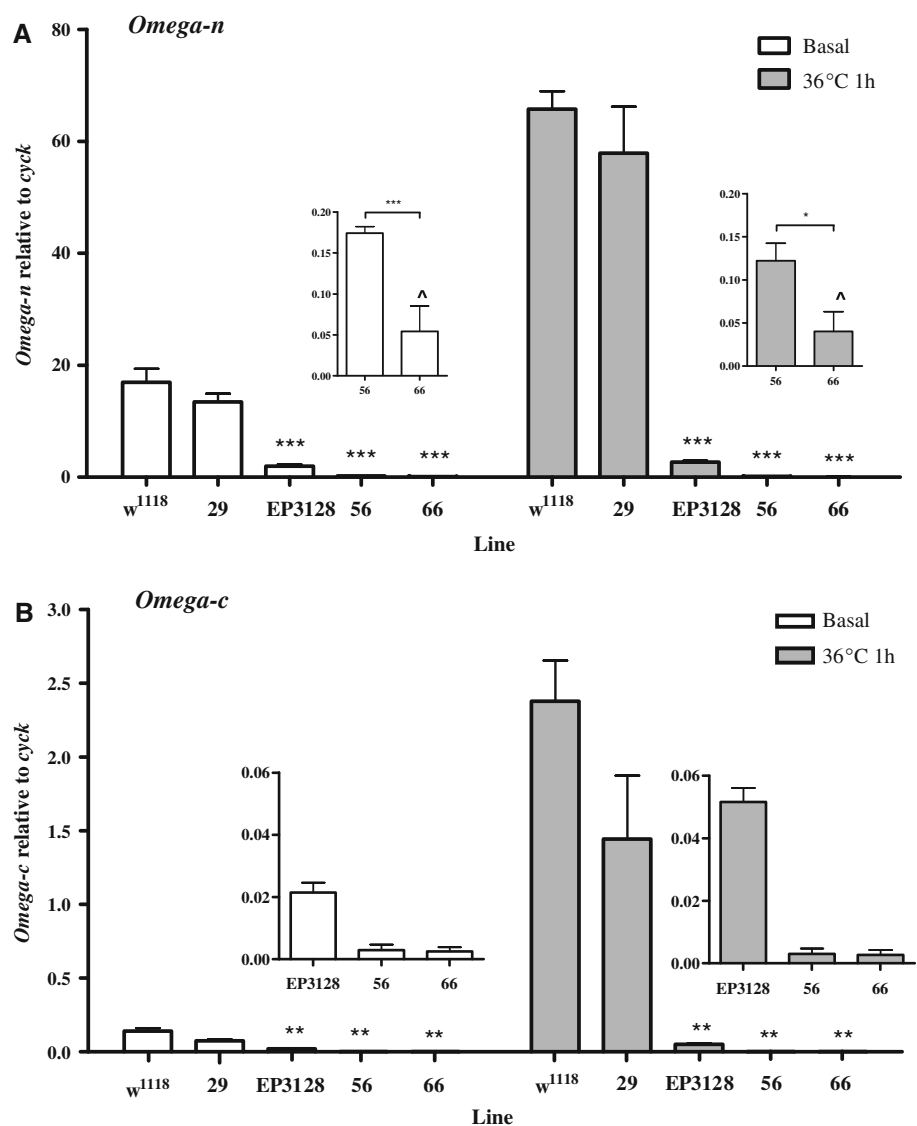 A
Omega-n
Omega-n relative to cyck
80
60
40
20
0
Basal
36°C 1h
0.20
0.15
0.10
0.05
0.00
***
^
56
66
0.20
0.15
0.10
0.05
0.00
*
^
56
66
*** *** ***
*** *** ***
w1118 29 EP3128 56 66 w1118 29 EP3128 56 66
Line
B
Omega-c
Omega-c relative to cyck
3.0
2.5
2.0
1.5
1.0
0.5
0.0
Basal
36°C 1h
0.06
0.04
0.02
0.00
EP3128 56 66
0.06
0.04
0.02
0.00
EP3128 56 66
** ** **
** ** **
w1118 29 EP3128 56 66 w1118 29 EP3128 56 66
Line